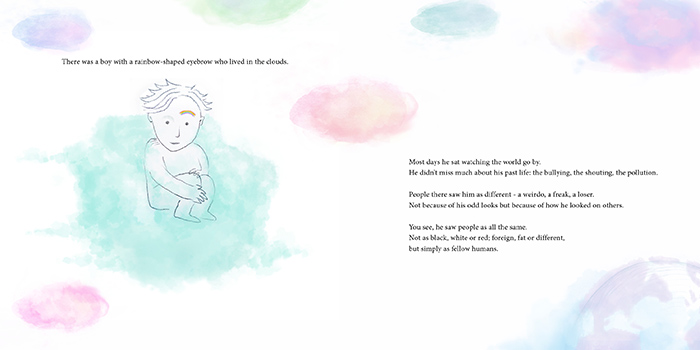 There was a boy with a rainbow-shaped eyebrow who lived in the clouds.
Most days he sat watching the world go by.
He didn't miss much about his past life: the bullying, the shouting, the pollution.
People there saw him as different - a weirdo, a freak, a loser.
Not because of his odd looks but because of how he looked on others.
You see, he saw people as all the same.
Not as black, white or red; foreign, fat or different,
but simply as fellow humans.